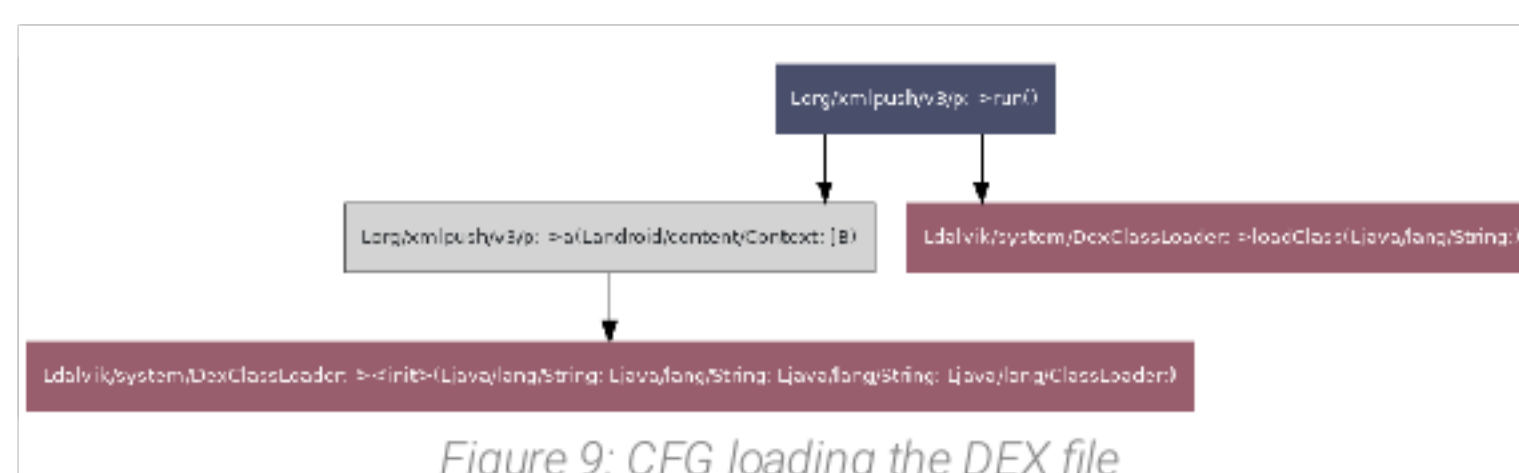 Lorg/xmlpush/v3/p; ->run()
Lorg/xmlpush/v3/p; ->a(Landroid/content/Context; [B)
Ldalvik/system/DexClassLoader; ->loadClass(Ljava/lang/String;)
Ldalvik/system/DexClassLoader; -><init>(Ljava/lang/String; Ljava/lang/String; Ljava/lang/String; Ljava/lang/ClassLoader;)
Figure 9: CFG loading the DEX file